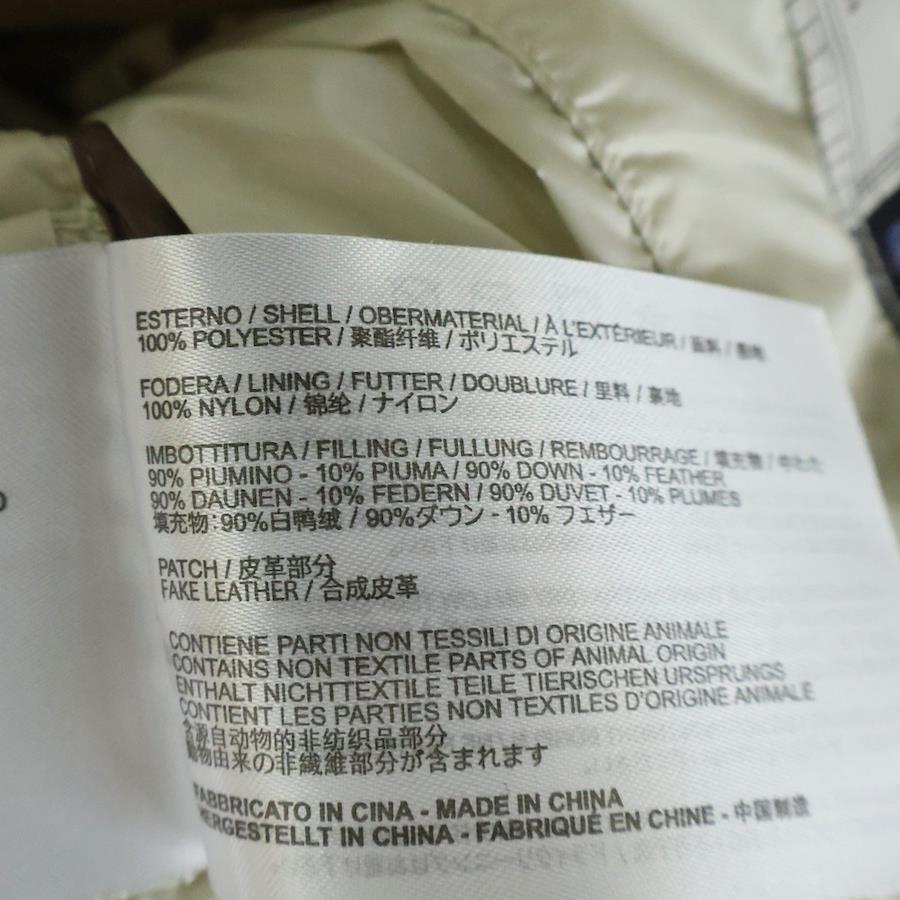 ESTERNO / SHELL / OBERMATERIAL / À L'EXTÉRIEUR / 面料 / 表地
100% POLYESTER / 聚酯纤维 / ポリエステル
FODERA / LINING / FUTTER / DOUBLURE / 里料 / 裏地
100% NYLON / 锦纶 / ナイロン
IMBOTTITURA / FILLING / FULLUNG / REMBOURRAGE / 填充物 / 中わた
90% PIUMINO - 10% PIUMA / 90% DOWN - 10% FEATHER
90% DAUNEN - 10% FEDERN / 90% DUVET - 10% PLUMES
填充物: 90%白鸭绒 / 90%ダウン - 10% フェザー
PATCH / 皮革部分
FAKE LEATHER / 合成皮革
CONTIENE PARTI NON TESSILI DI ORIGINE ANIMALE
CONTAINS NON TEXTILE PARTS OF ANIMAL ORIGIN
ENTHALT NICHTTEXTILE TEILE TIERISCHEN URSPRUNGS
CONTIENT LES PARTIES NON TEXTILES D'ORIGINE ANIMALE
含源自动物的非纺织品部分
動物由来の非繊維部分が含まれます
FABBRICATO IN CINA - MADE IN CHINA
HERGESTELLT IN CHINA - FABRIQUÉ EN CHINE - 中国制造